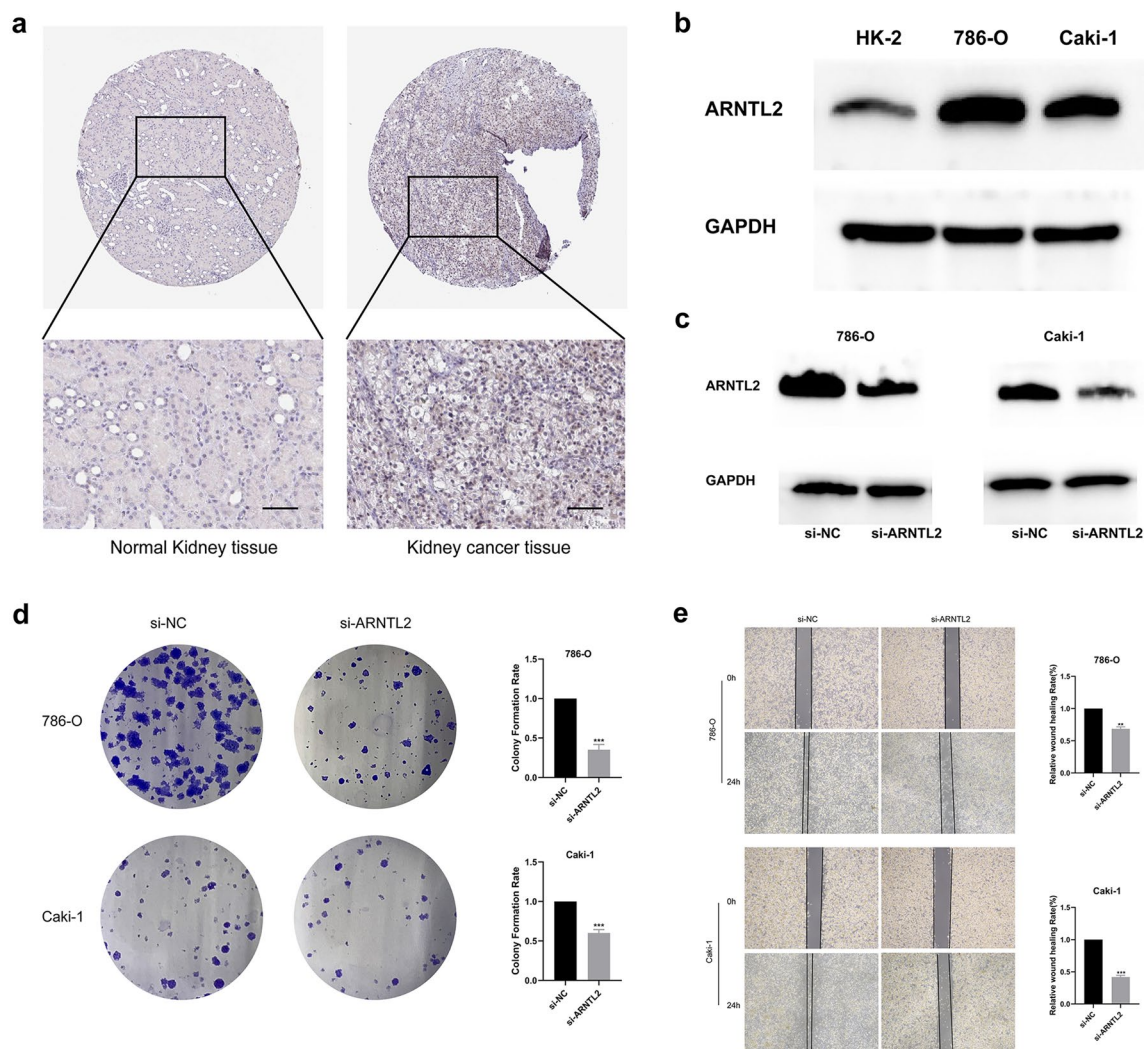 a
Normal Kidney tissue
Kidney cancer tissue
b
HK-2 786-O Caki-1
ARNTL2
GAPDH
c
786-O Caki-1
ARNTL2
GAPDH
si-NC si-ARNTL2 si-NC si-ARNTL2
d
si-NC si-ARNTL2
786-O
Caki-1
786-O
Colony Formation Rate
1.5
1.0
0.5
0.0
***
si-NC
si-ARNTL2
Caki-1
Colony Formation Rate
1.5
1.0
0.5
0.0
***
si-NC
si-ARNTL2
e
si-NC si-ARNTL2
0h
786-O
24h
0h
Caki-1
24h
786-O
Relative wound healing Rate(%)
1.5
1.0
0.5
0.0
**
si-NC
si-ARNTL2
Caki-1
Relative wound healing Rate(%)
1.5
1.0
0.5
0.0
***
si-NC
si-ARNTL2